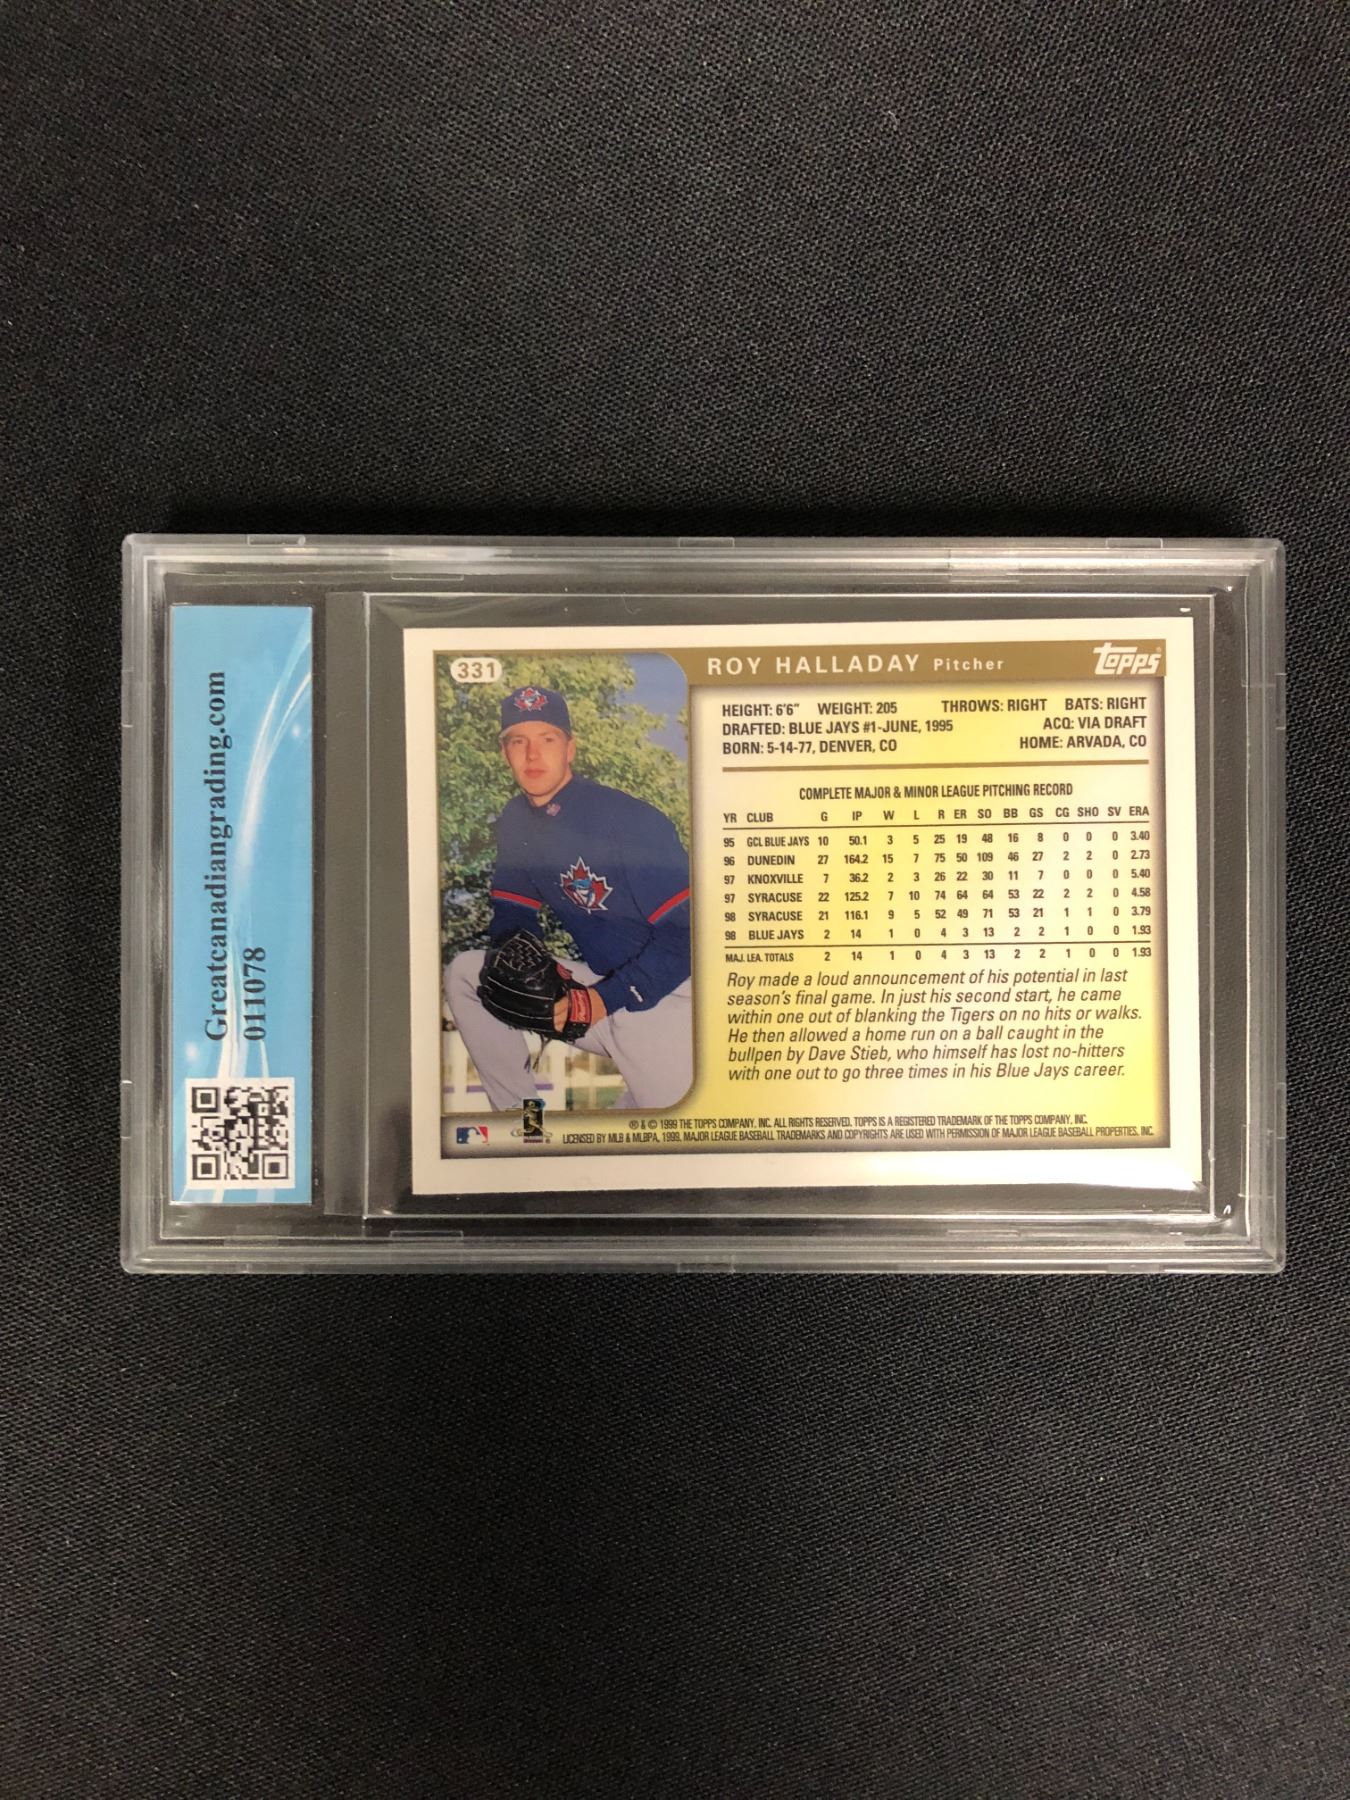 Greatcanadiangrading.com
011078
331
ROY HALLADAY Pitcher
Topps
HEIGHT: 6'6" WEIGHT: 205 THROWS: RIGHT BATS: RIGHT
DRAFTED: BLUE JAYS #1-JUNE, 1995 ACQ: VIA DRAFT
BORN: 5-14-77, DENVER, CO HOME: ARVADA, CO
COMPLETE MAJOR & MINOR LEAGUE PITCHING RECORD
YR CLUB G IP W L R ER SO BB GS CG SHO SV ERA
95 GCL BLUE JAYS 10 50.1 3 5 25 19 48 16 8 0 0 0 3.40
96 DUNEDIN 27 164.2 15 7 75 50 109 46 27 2 2 0 2.73
97 KNOXVILLE 7 36.2 2 3 26 22 30 11 7 0 0 0 5.40
97 SYRACUSE 22 125.2 7 10 74 64 64 53 22 2 2 0 4.58
98 SYRACUSE 21 116.1 9 5 52 49 71 53 21 1 1 0 3.79
98 BLUE JAYS 2 14 1 0 4 3 13 2 2 1 0 0 1.93
MAJ. LEA. TOTALS 2 14 1 0 4 3 13 2 2 1 0 0 1.93
Roy made a loud announcement of his potential in last
season's final game. In just his second start, he came
within one out of blanking the Tigers on no hits or walks.
He then allowed a home run on a ball caught in the
bullpen by Dave Stieb, who himself has lost no-hitters
with one out to go three times in his Blue Jays career.
® & © 1999 THE TOPPS COMPANY, INC. ALL RIGHTS RESERVED. TOPPS IS A REGISTERED TRADEMARK OF THE TOPPS COMPANY, INC.
LICENSED BY MLB & MLBPA, 1999. MAJOR LEAGUE BASEBALL TRADEMARKS AND COPYRIGHTS ARE USED WITH PERMISSION OF MAJOR LEAGUE BASEBALL PROPERTIES, INC.